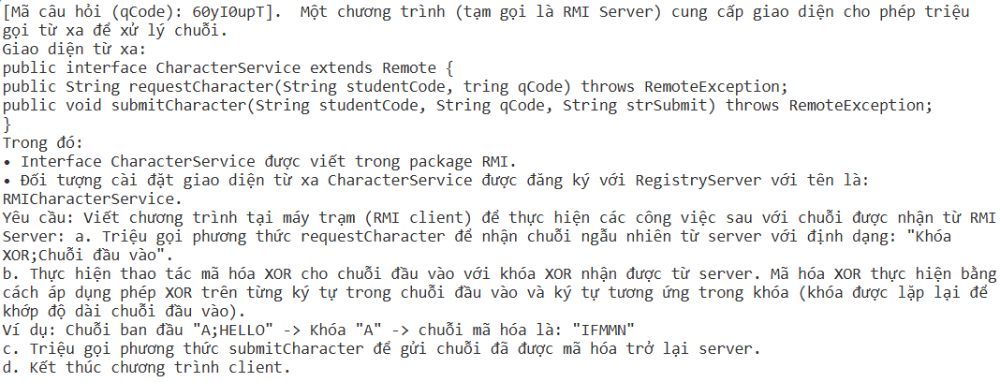 [Mã câu hỏi (qCode): 60yI0upT].  Một chương trình (tạm gọi là RMI Server) cung cấp giao diện cho phép triệu
gọi từ xa để xử lý chuỗi.
Giao diện từ xa:
public interface CharacterService extends Remote {
public String requestCharacter(String studentCode, tring qCode) throws RemoteException;
public void submitCharacter(String studentCode, String qCode, String strSubmit) throws RemoteException;
}
Trong đó:
• Interface CharacterService được viết trong package RMI.
• Đối tượng cài đặt giao diện từ xa CharacterService được đăng ký với RegistryServer với tên là:
RMICharacterService.
Yêu cầu: Viết chương trình tại máy trạm (RMI client) để thực hiện các công việc sau với chuỗi được nhận từ RMI
Server: a. Triệu gọi phương thức requestCharacter để nhận chuỗi ngẫu nhiên từ server với định dạng: "Khóa
XOR;Chuỗi đầu vào".
b. Thực hiện thao tác mã hóa XOR cho chuỗi đầu vào với khóa XOR nhận được từ server. Mã hóa XOR thực hiện bằng
cách áp dụng phép XOR trên từng ký tự trong chuỗi đầu vào và ký tự tương ứng trong khóa (khóa được lặp lại để
khớp độ dài chuỗi đầu vào).
Ví dụ: Chuỗi ban đầu "A;HELLO" -> Khóa "A" -> chuỗi mã hóa là: "IFMMN"
c. Triệu gọi phương thức submitCharacter để gửi chuỗi đã được mã hóa trở lại server.
d. Kết thúc chương trình client.